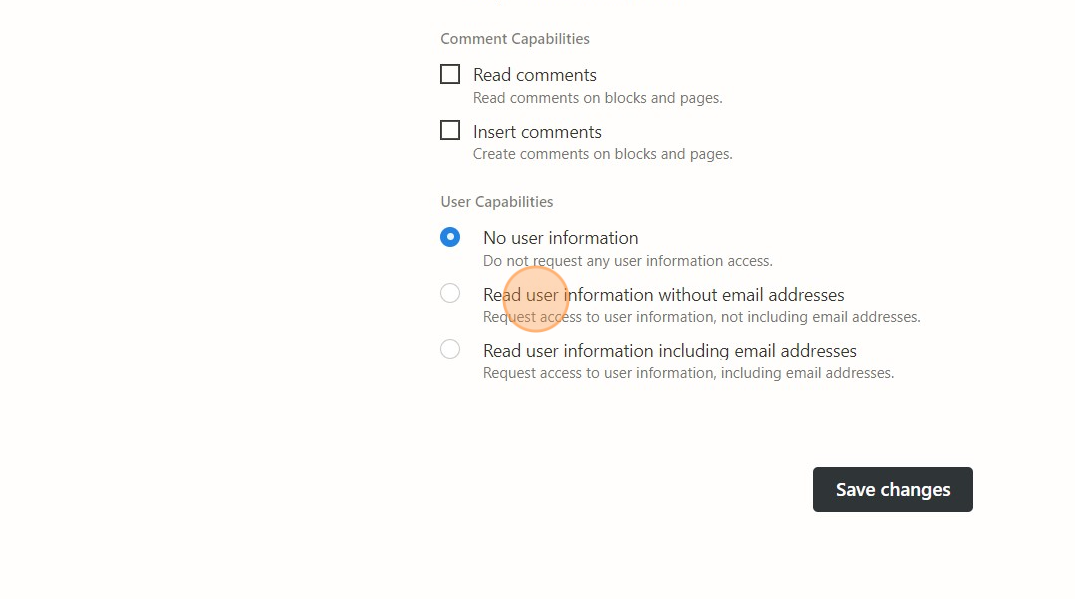 Comment Capabilities
Read comments
Read comments on blocks and pages.
Insert comments
Create comments on blocks and pages.
User Capabilities
No user information
Do not request any user information access.
Read user information without email addresses
Request access to user information, not including email addresses.
Read user information including email addresses
Request access to user information, including email addresses.
Save changes